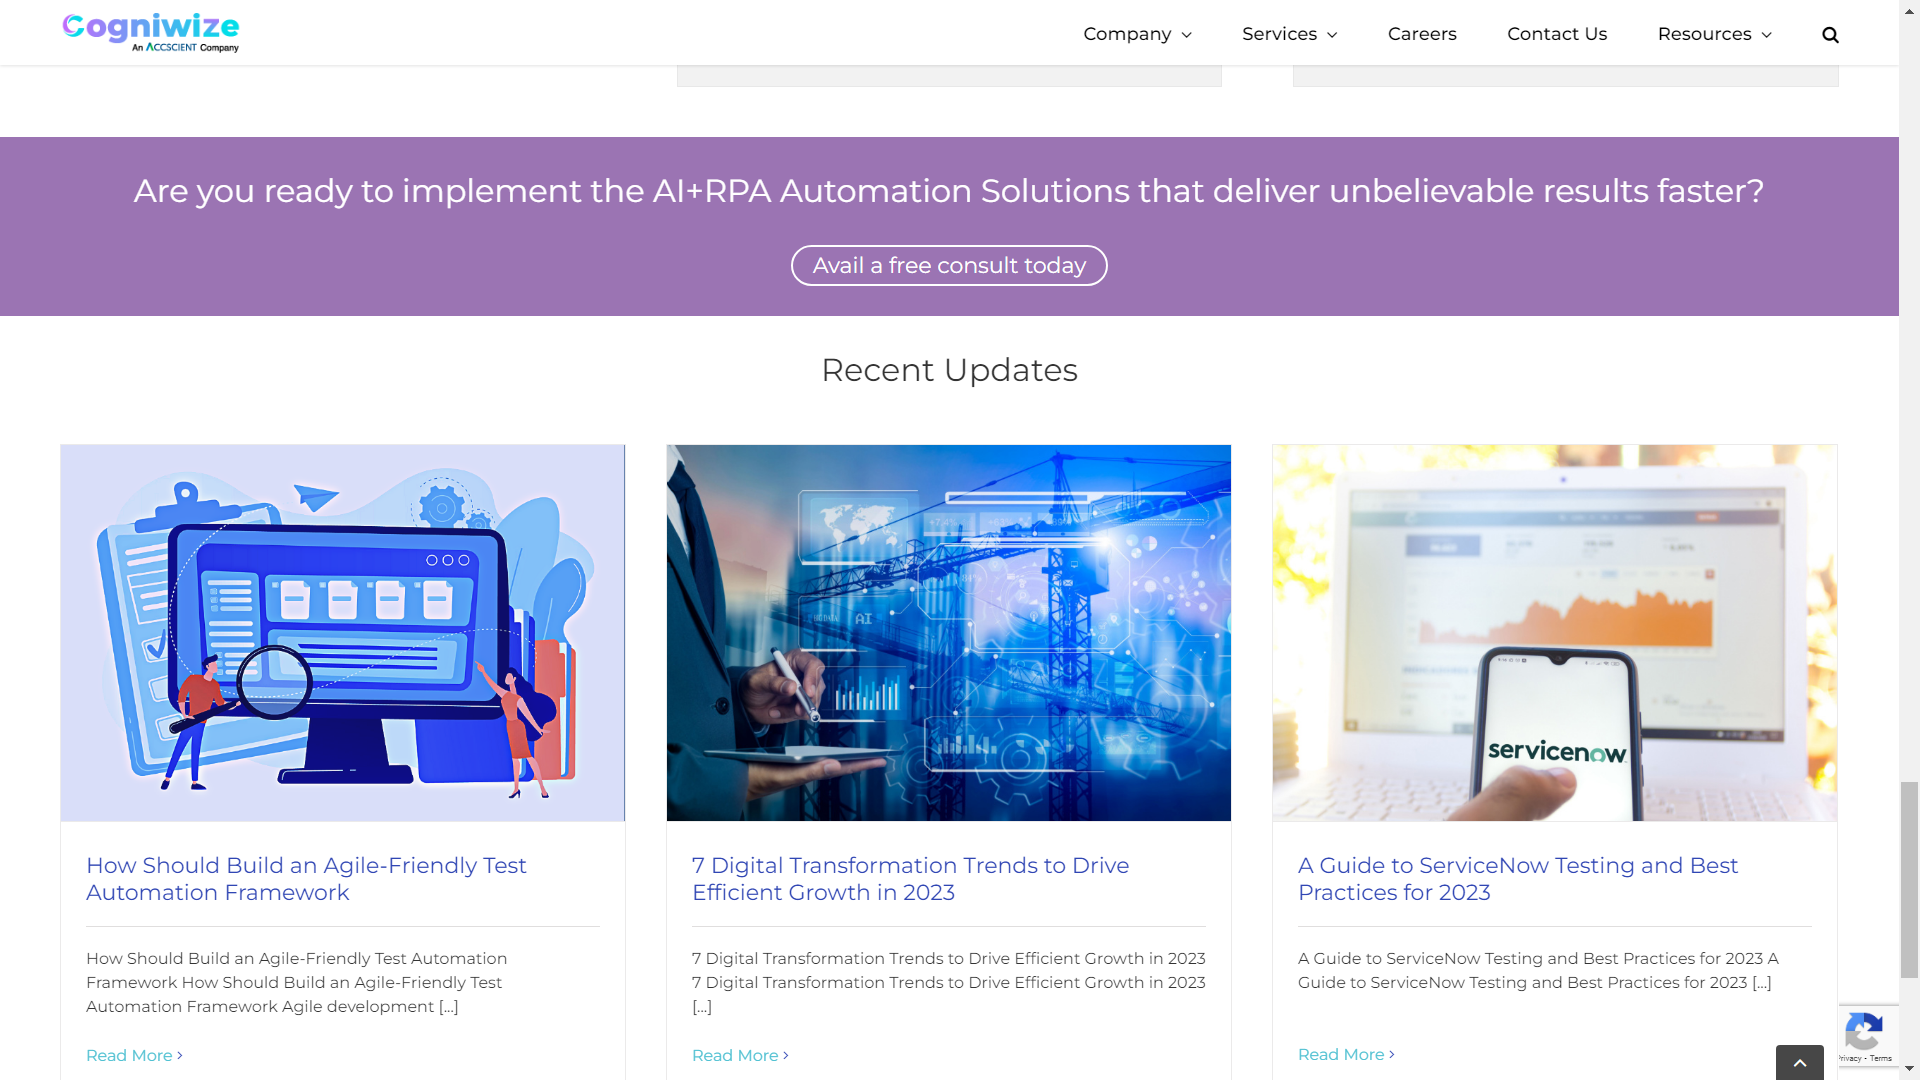 Cogniwize
An ACCSCIENT Company
Company
Services
Careers
Contact Us
Resources
Are you ready to implement the AI+RPA Automation Solutions that deliver unbelievable results faster?
Avail a free consult today
Recent Updates
AI
servicenow
How Should Build an Agile-Friendly Test
Automation Framework
How Should Build an Agile-Friendly Test Automation
Framework How Should Build an Agile-Friendly Test
Automation Framework Agile development [...]
Read More
7 Digital Transformation Trends to Drive
Efficient Growth in 2023
7 Digital Transformation Trends to Drive Efficient Growth in 2023
7 Digital Transformation Trends to Drive Efficient Growth in 2023
[...]
Read More
A Guide to ServiceNow Testing and Best
Practices for 2023
A Guide to ServiceNow Testing and Best Practices for 2023 A
Guide to ServiceNow Testing and Best Practices for 2023 [...]
Read More
Privacy - Terms